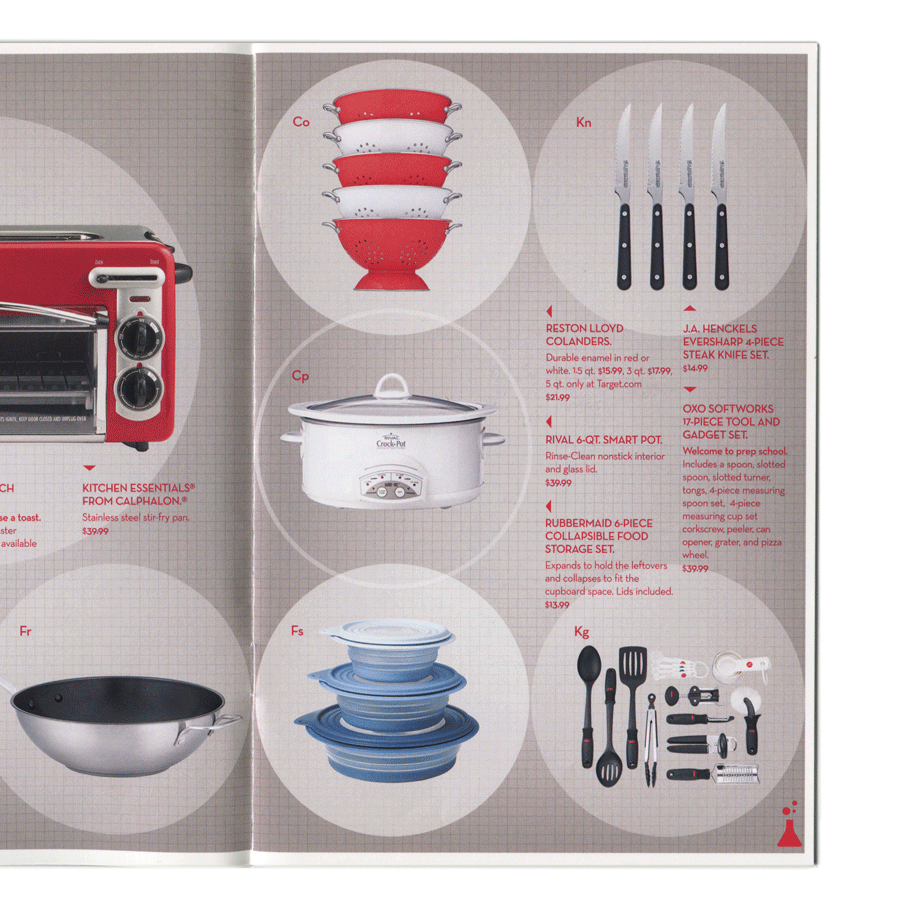 CH
se a toast.
ster
available
KITCHEN ESSENTIALS®
FROM CALPHALON.®
Stainless steel stir-fry pan.
$39.99
Fr
Co
Kn
Cp
Crock•Pot
Fs
Kg
RESTON LLOYD
COLANDERS.
Durable enamel in red or
white. 1.5 qt. $15.99, 3 qt. $17.99,
5 qt. only at Target.com
$21.99
RIVAL 6-QT. SMART POT.
Rinse-Clean nonstick interior
and glass lid.
$39.99
RUBBERMAID 6-PIECE
COLLAPSIBLE FOOD
STORAGE SET.
Expands to hold the leftovers
and collapses to fit the
cupboard space. Lids included.
$13.99
J.A. HENCKELS
EVERSHARP 4-PIECE
STEAK KNIFE SET.
$14.99
OXO SOFTWORKS
17-PIECE TOOL AND
GADGET SET.
Welcome to prep school.
Includes a spoon, slotted
spoon, slotted turner,
tongs, 4-piece measuring
spoon set, 4-piece
measuring cup set
corkscrew, peeler, can
opener, grater, and pizza
wheel.
$39.99